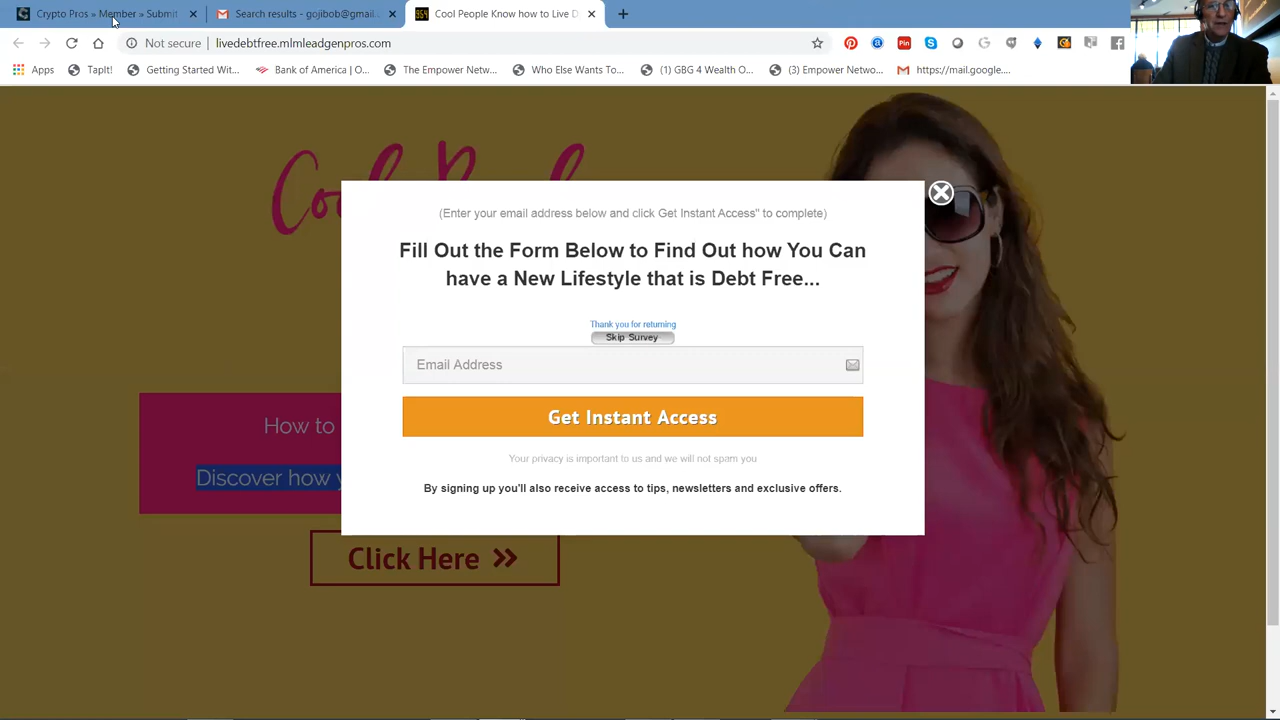 Crypto Pros » Member » Submit
Search results - gojibob@gmail.
Cool People Know how to Live D
Not secure
livedebtfree.mlmleadgenpros.com
Apps
TapIt!
Getting Started Wit...
Bank of America | O...
The Empower Netw...
Who Else Wants To...
(1) GBG 4 Wealth O...
(3) Empower Netwo...
https://mail.google....
Pin
(Enter your email address below and click Get Instant Access" to complete)
Fill Out the Form Below to Find Out how You Can
have a New Lifestyle that is Debt Free...
Thank you for returning
Skip Survey
Email Address
Get Instant Access
Your privacy is important to us and we will not spam you
By signing up you'll also receive access to tips, newsletters and exclusive offers.
How to
Discover how y
Click Here »